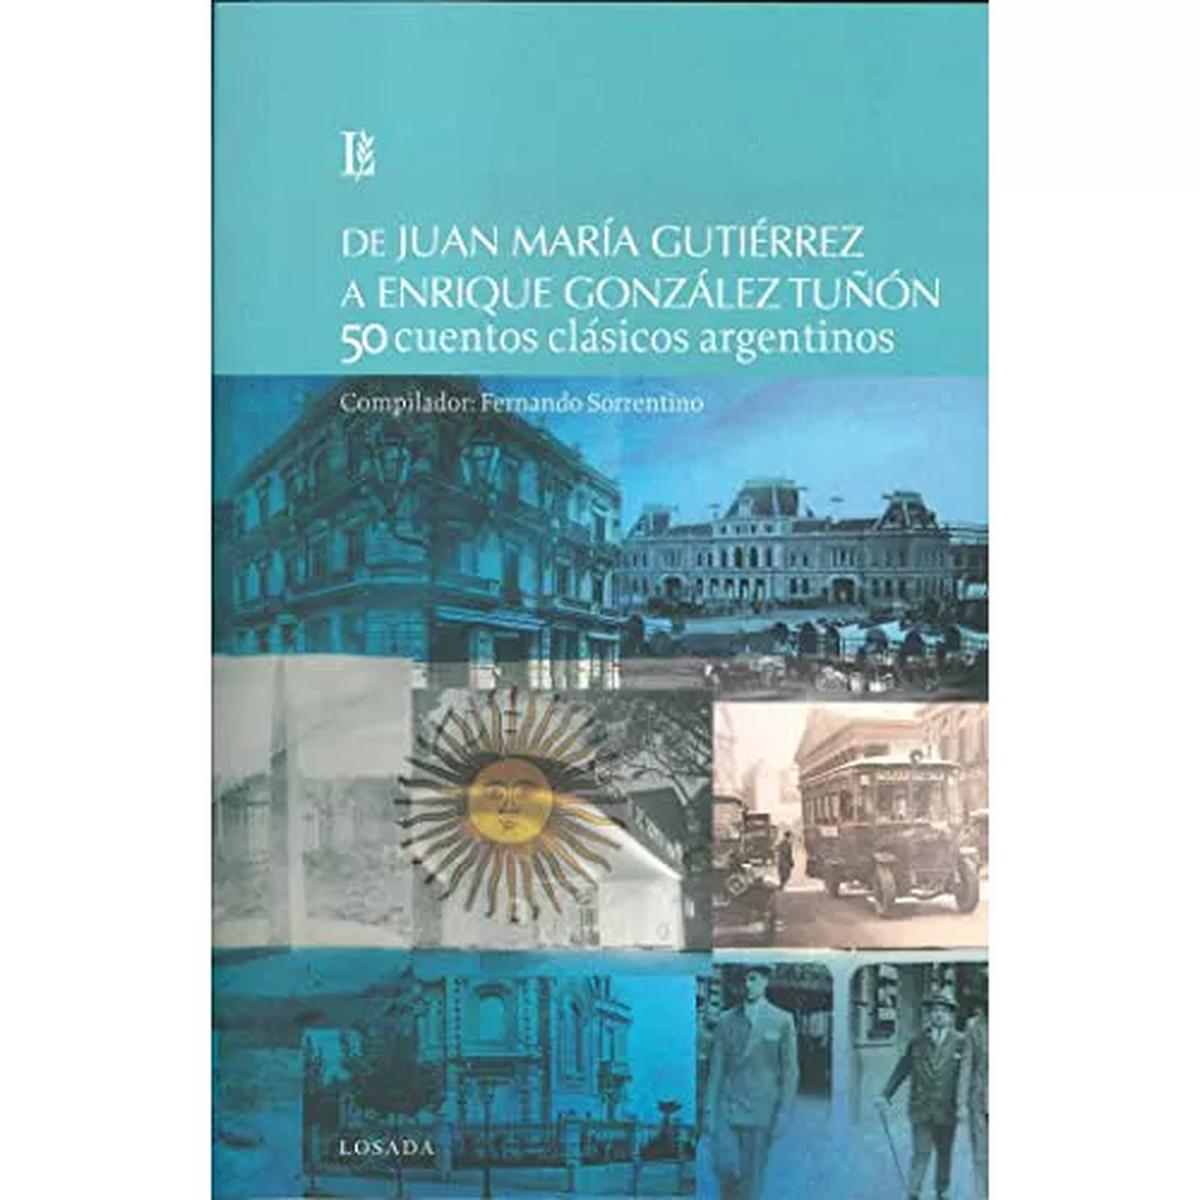 L
DE JUAN MARÍA GUTIÉRREZ
A ENRIQUE GONZÁLEZ TUÑÓN
50 cuentos clásicos argentinos
Compilador: Fernando Sorrentino
LOSADA